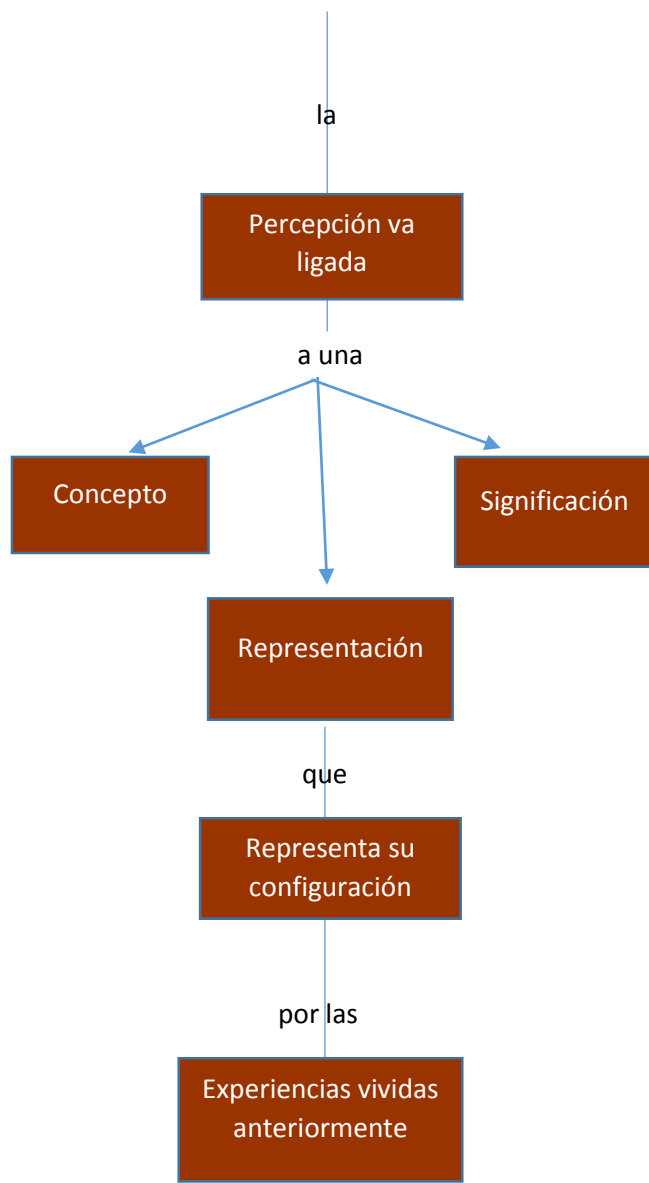 la
Percepción va
ligada
a una
Concepto
Significación
Representación
que
Representa su
configuración
por las
Experiencias vividas
anteriormente